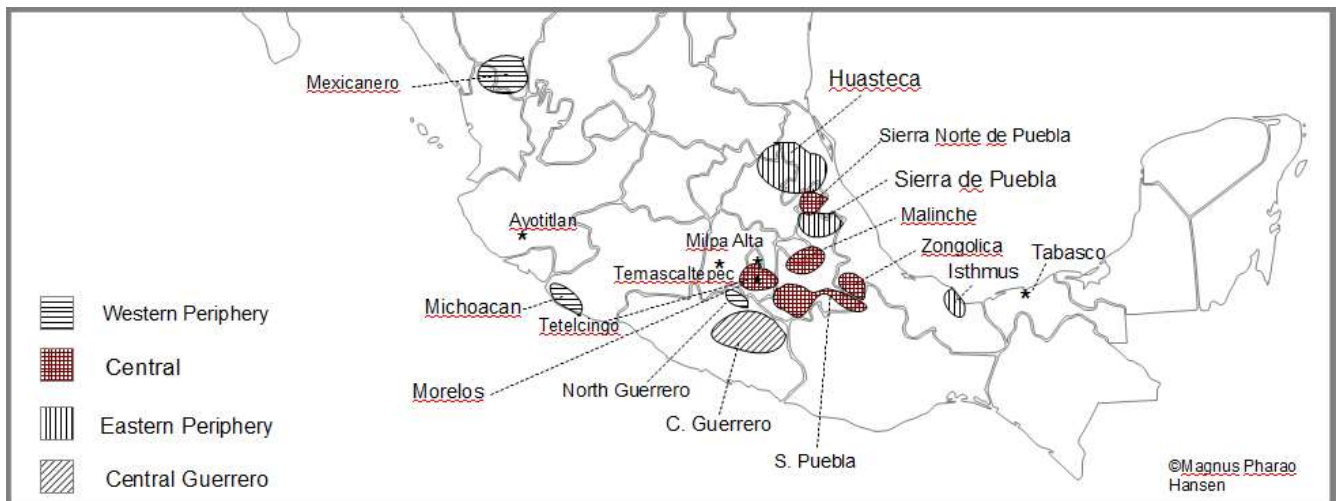 Mexicanero
Huasteca
Sierra Norte de Puebla
Sierra de Puebla
Malinche
Ayotitlan
Milpa Alta
Zongolica
Tabasco
Temascaltepec
Isthmus
Michoacan
Tetelcingo
Morelos
North Guerrero
C. Guerrero
S. Puebla
Western Periphery
Central
Eastern Periphery
Central Guerrero
©Magnus Pharao
Hansen